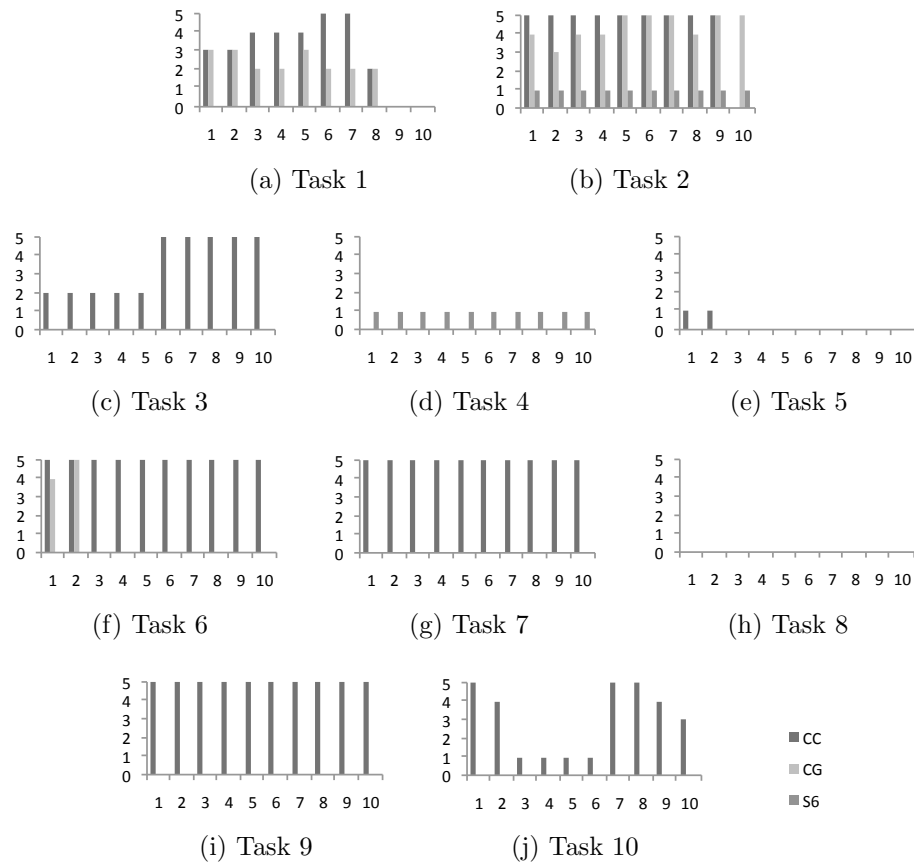 5 4 3 2 1 0
1 2 3 4 5 6 7 8 9 10
(a) Task 1
5 4 3 2 1 0
1 2 3 4 5 6 7 8 9 10
(b) Task 2
5 4 3 2 1 0
1 2 3 4 5 6 7 8 9 10
(c) Task 3
5 4 3 2 1 0
1 2 3 4 5 6 7 8 9 10
(d) Task 4
5 4 3 2 1 0
1 2 3 4 5 6 7 8 9 10
(e) Task 5
5 4 3 2 1 0
1 2 3 4 5 6 7 8 9 10
(f) Task 6
5 4 3 2 1 0
1 2 3 4 5 6 7 8 9 10
(g) Task 7
5 4 3 2 1 0
1 2 3 4 5 6 7 8 9 10
(h) Task 8
5 4 3 2 1 0
1 2 3 4 5 6 7 8 9 10
(i) Task 9
5 4 3 2 1 0
1 2 3 4 5 6 7 8 9 10
(j) Task 10
CC
CG
S6